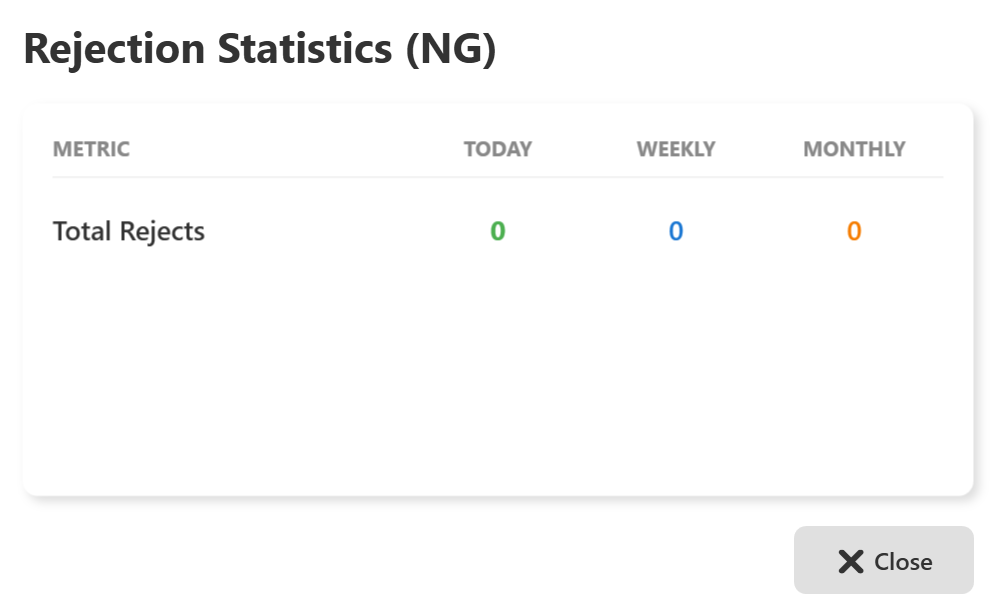 Rejection Statistics (NG)
METRIC TODAY WEEKLY MONTHLY
Total Rejects 0 0 0
Close